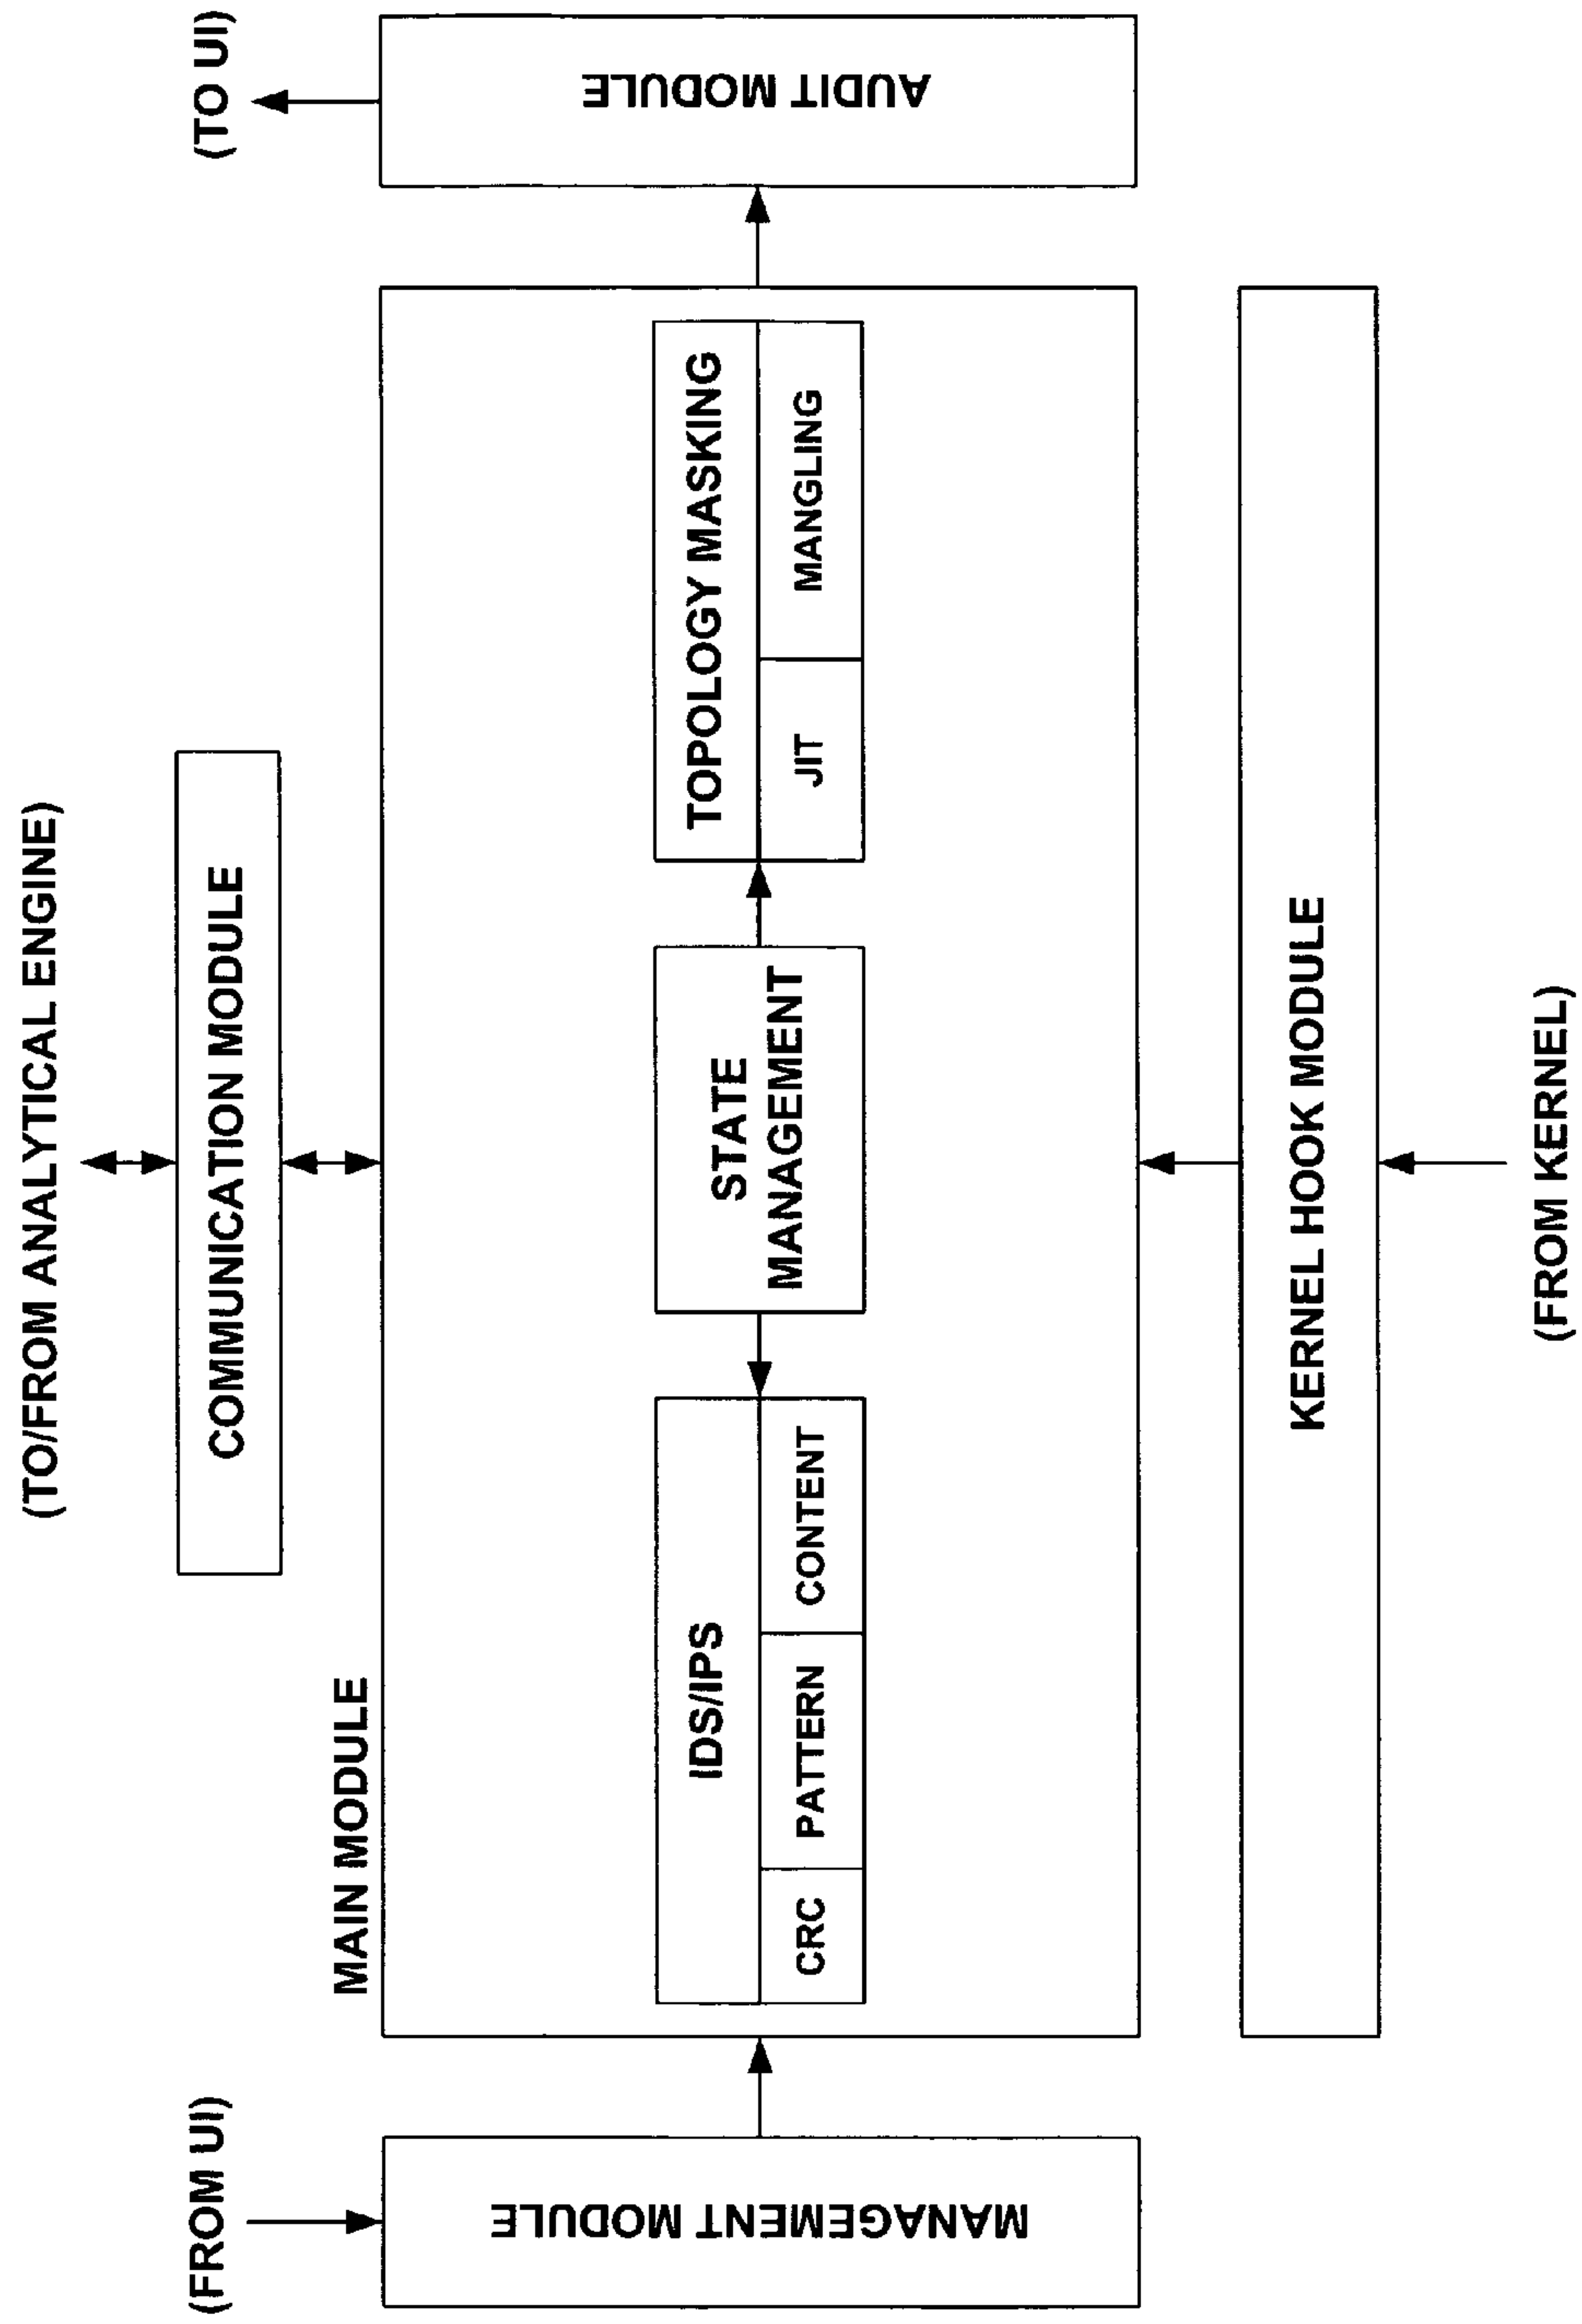 (TO/FROM ANALYTICAL ENGINE)
(FROM UI)
COMMUNICATION MODULE
(TO UI)
MAIN MODULE
MANAGEMENT MODULE
IDS/IPS
CRC
PATTERN
CONTENT
STATE
MANAGEMENT
TOPOLOGY MASKING
JIT
MANGLING
AUDIT MODULE
KERNEL HOOK MODULE
(FROM KERNEL)